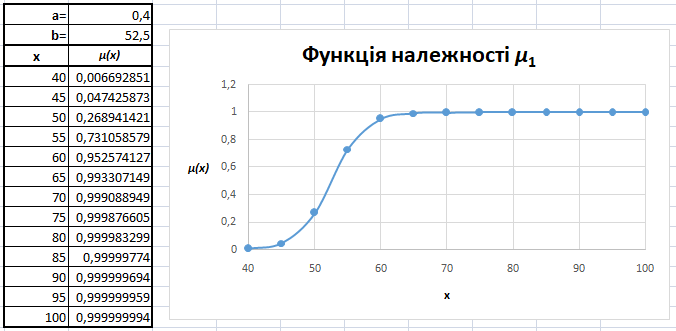 a= 0,4
b= 52,5
x μ(x)
40 0,006692851
45 0,047425873
50 0,268941421
55 0,731058579
60 0,952574127
65 0,993307149
70 0,999088949
75 0,999876605
80 0,999983299
85 0,99999774
90 0,999999694
95 0,999999959
100 0,999999994
Функція належності μ1
1,2
1
0,8
0,6
0,4
0,2
0
μ(x)
40 50 60 70 80 90 100
x